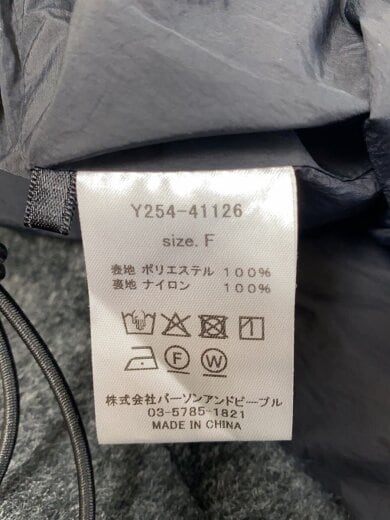 Y254-41126
size. F
表地 ポリエステル 100%
裏地 ナイロン 100%
F W
株式会社パーソンアンドピープル
03-5785-1821
MADE IN CHINA